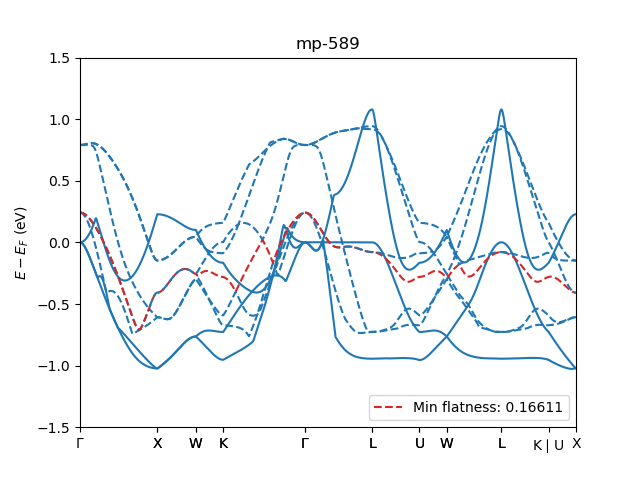 mp-589
1.5
1.0
0.5
0.0
−0.5
−1.0
−1.5
E − E_F (eV)
Min flatness: 0.16611
Γ X W K Γ L U W L K | U X